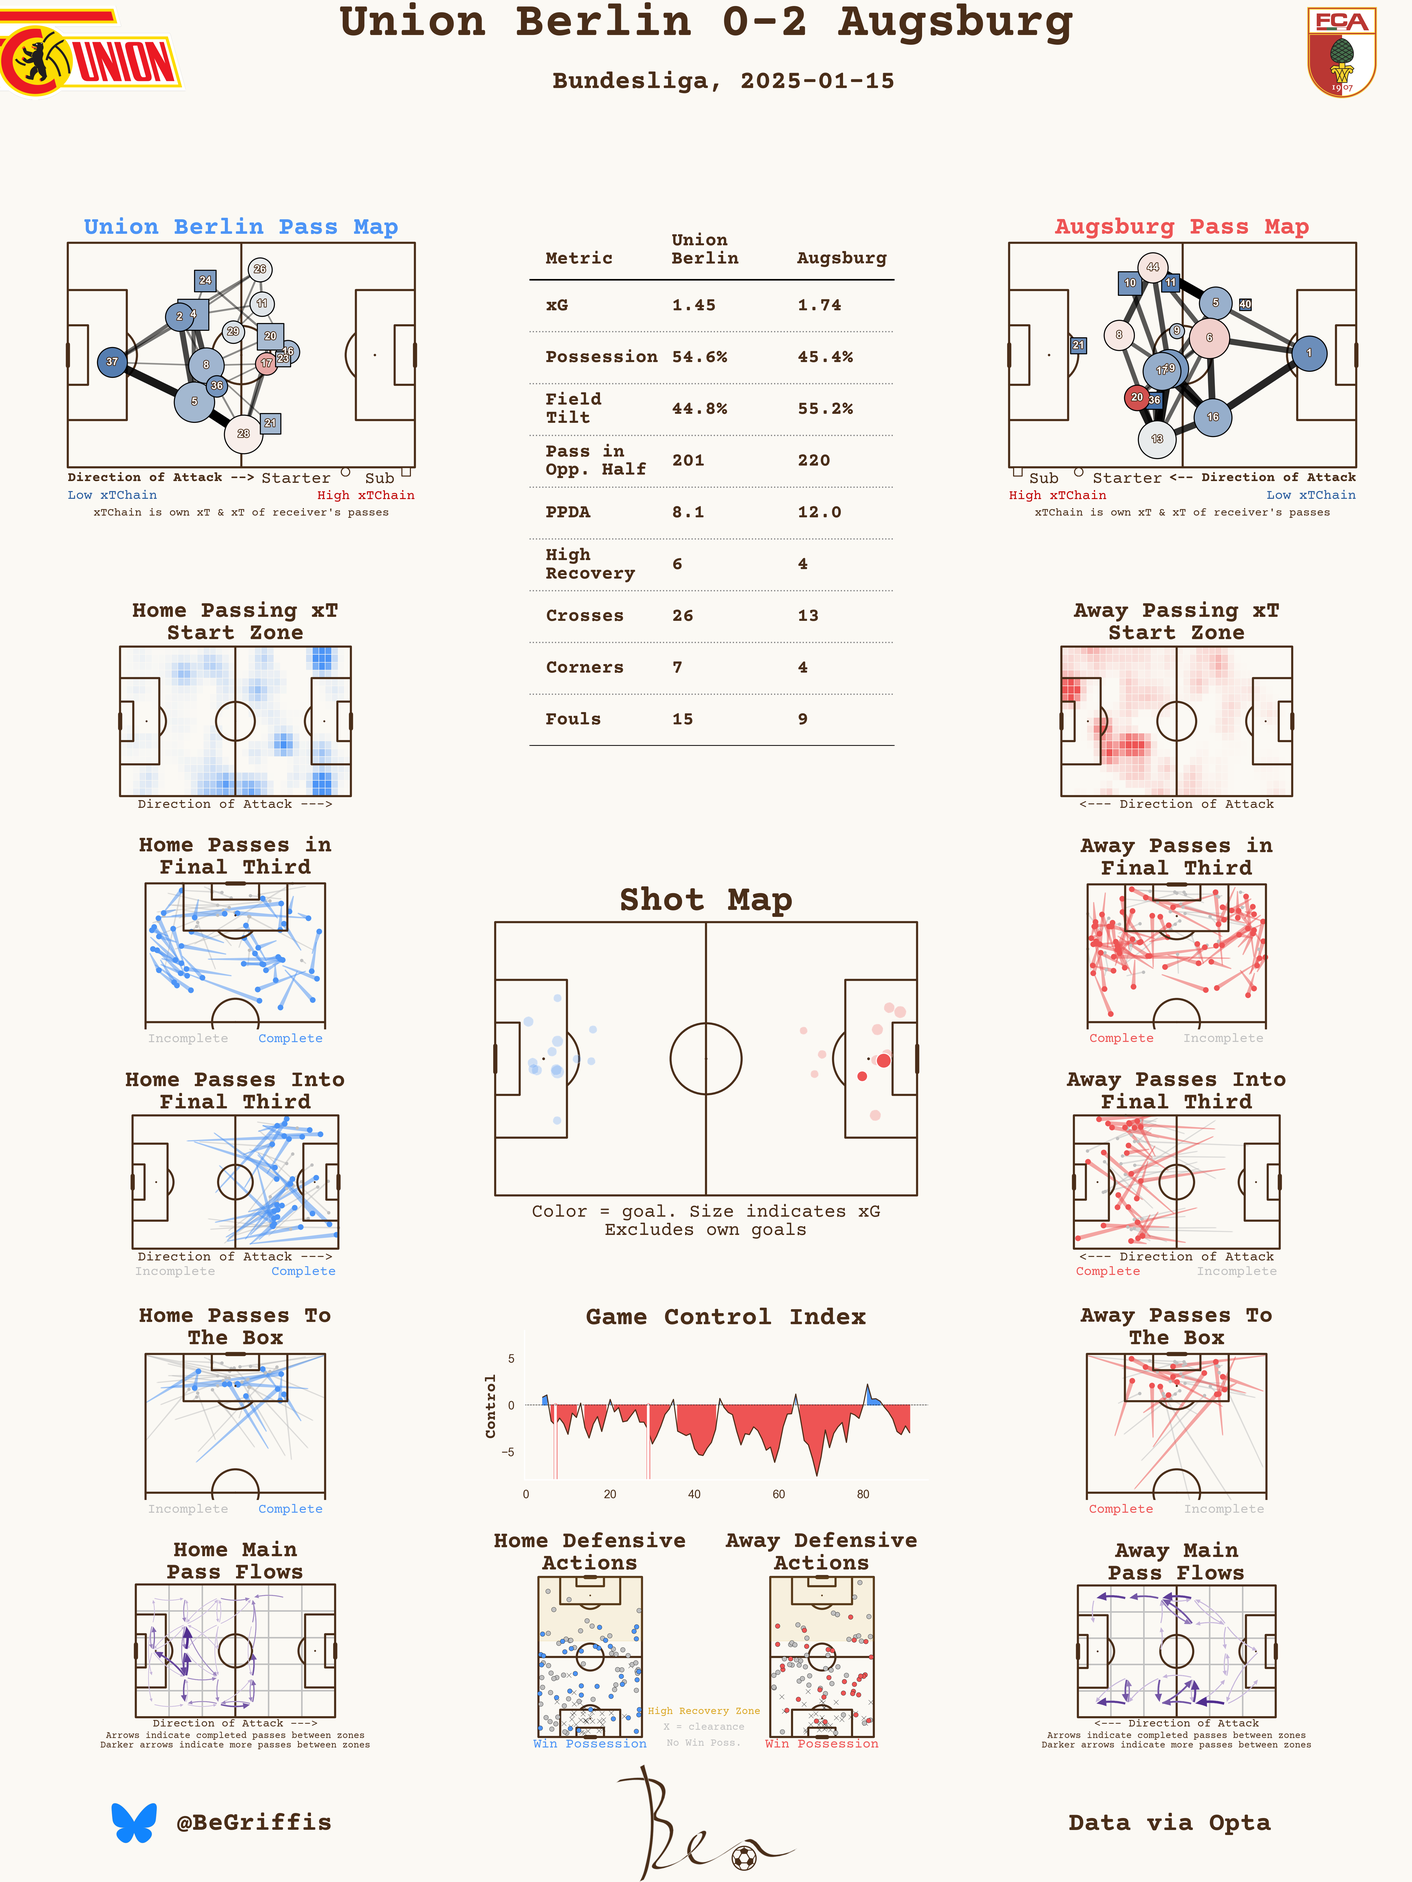 Union Berlin 0-2 Augsburg
Bundesliga, 2025-01-15
UNION
FCA
1907
Union Berlin Pass Map
26
24
11
2
4
29
20
37
8
16
17
23
36
5
21
28
Direction of Attack --> Starter Sub
Low xTChain High xTChain
xTChain is own xT & xT of receiver's passes
Metric Union Berlin Augsburg
xG 1.45 1.74
Possession 54.6% 45.4%
Field Tilt 44.8% 55.2%
Pass in Opp. Half 201 220
PPDA 8.1 12.0
High Recovery 6 4
Crosses 26 13
Corners 7 4
Fouls 15 9
Augsburg Pass Map
44
10
11
5
40
8
9
6
21
1
17
19
20
36
16
13
Sub Starter <-- Direction of Attack
High xTChain Low xTChain
xTChain is own xT & xT of receiver's passes
Home Passing xT
Start Zone
Direction of Attack --->
Away Passing xT
Start Zone
<--- Direction of Attack
Home Passes in
Final Third
Incomplete Complete
Away Passes in
Final Third
Complete Incomplete
Shot Map
Color = goal. Size indicates xG
Excludes own goals
Home Passes Into
Final Third
Direction of Attack --->
Incomplete Complete
Away Passes Into
Final Third
<--- Direction of Attack
Complete Incomplete
Home Passes To
The Box
Incomplete Complete
Game Control Index
Control
5
0
−5
0 20 40 60 80
Away Passes To
The Box
Complete Incomplete
Home Main
Pass Flows
Direction of Attack --->
Arrows indicate completed passes between zones
Darker arrows indicate more passes between zones
Home Defensive
Actions
Win Possession
Away Defensive
Actions
Win Possession
High Recovery Zone
X = clearance
No Win Poss.
Away Main
Pass Flows
<--- Direction of Attack
Arrows indicate completed passes between zones
Darker arrows indicate more passes between zones
@BeGriffis
Ben
Data via Opta